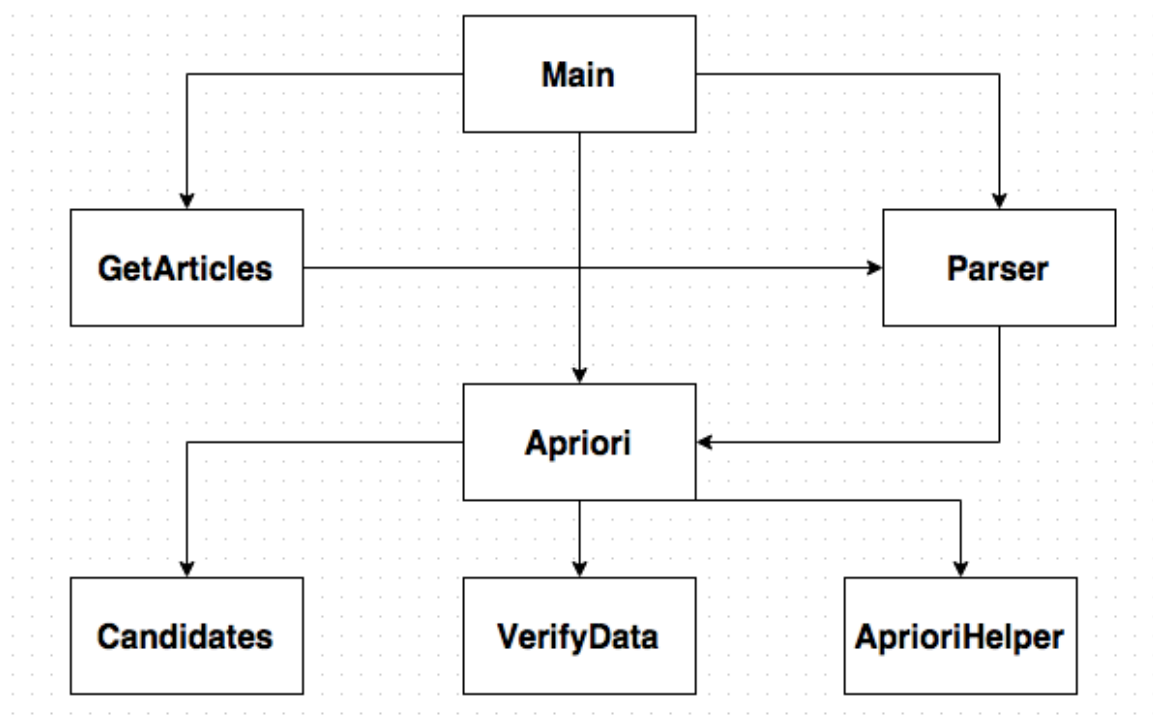 Main
GetArticles
Parser
Apriori
Candidates
VerifyData
AprioriHelper